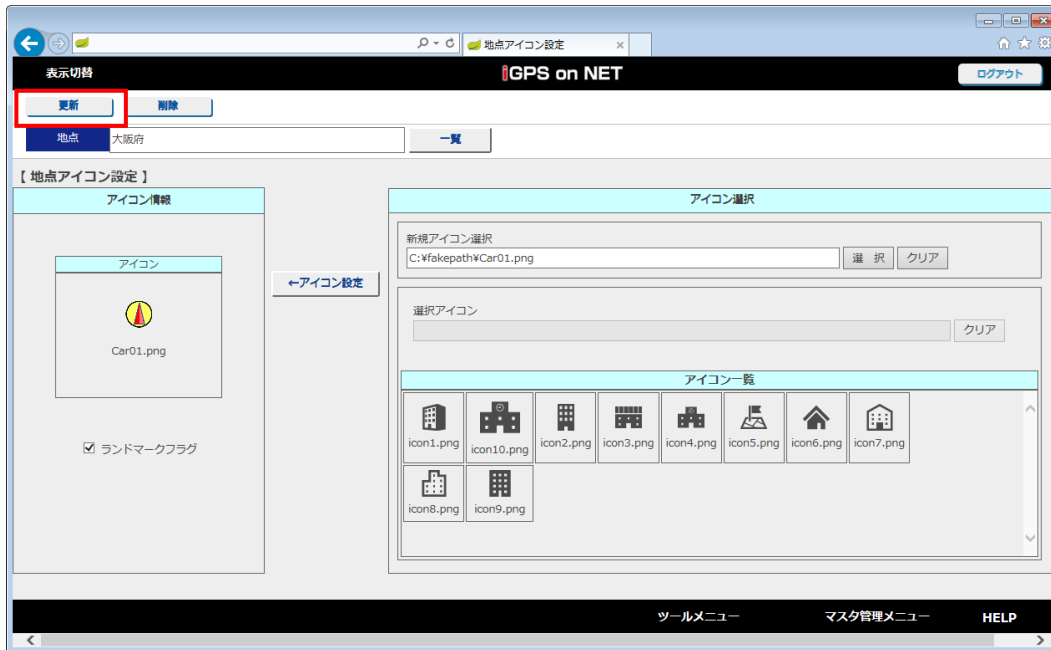 地点アイコン設定
表示切替
iGPS on NET
ログアウト
更新
削除
地点
大阪府
一覧
【 地点アイコン設定 】
アイコン情報
アイコン
Car01.png
ランドマークフラグ
←アイコン設定
アイコン選択
新規アイコン選択
C:¥fakepath¥Car01.png
選 択
クリア
選択アイコン
クリア
アイコン一覧
icon1.png
icon10.png
icon2.png
icon3.png
icon4.png
icon5.png
icon6.png
icon7.png
icon8.png
icon9.png
ツールメニュー
マスタ管理メニュー
HELP